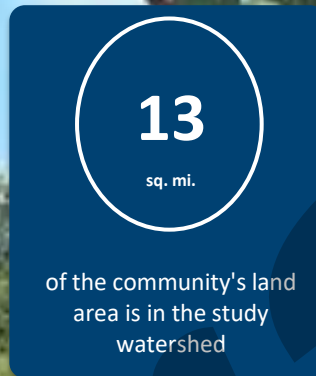 13
sq. mi.
of the community's land
area is in the study
watershed